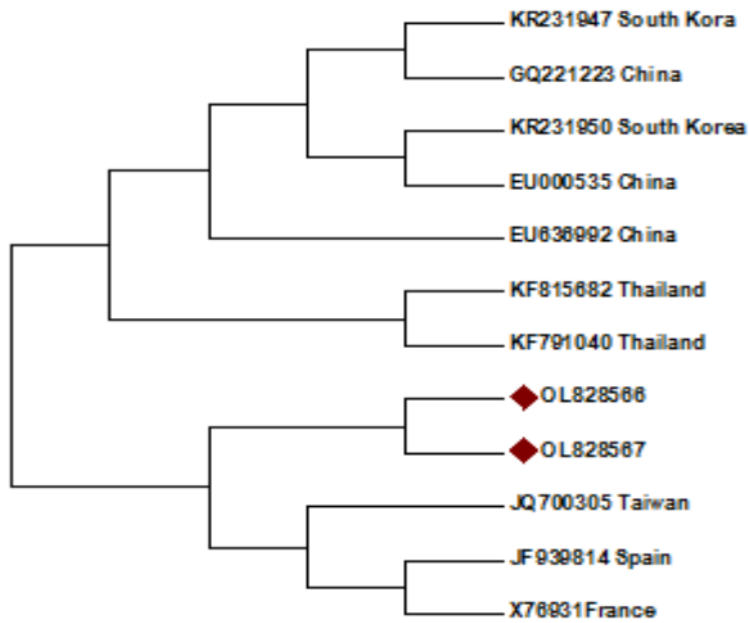 KR231947 South Kora
GQ221223 China
KR231950 South Korea
EU000535 China
EU636992 China
KF815682 Thailand
KF791040 Thailand
OL828566
OL828567
JQ700305 Taiwan
JF939814 Spain
X76931France